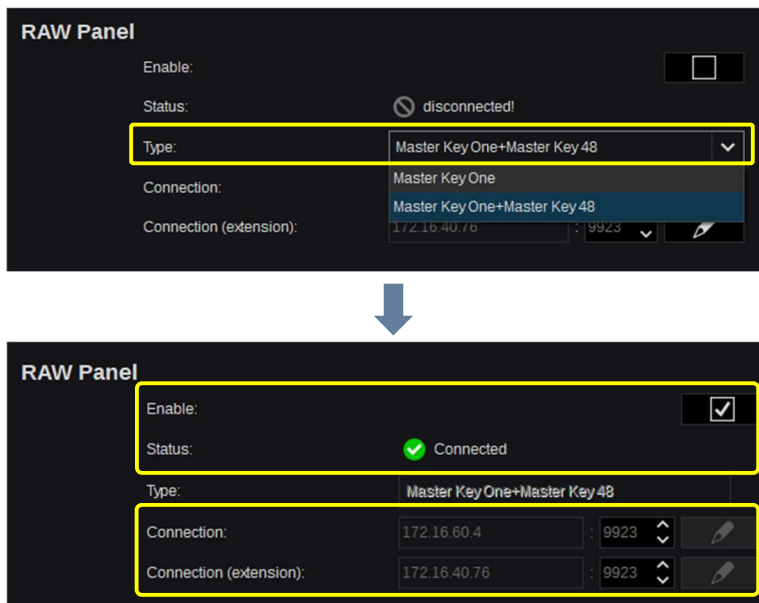 RAW Panel
Enable:
Status: disconnected!
Type: Master Key One+Master Key 48
Master Key One
Connection:
Master Key One+Master Key 48
Connection (extension): 172.16.40.76 : 9923
RAW Panel
Enable:
Status: Connected
Type: Master Key One+Master Key 48
Connection: 172.16.60.4 : 9923
Connection (extension): 172.16.40.76 : 9923